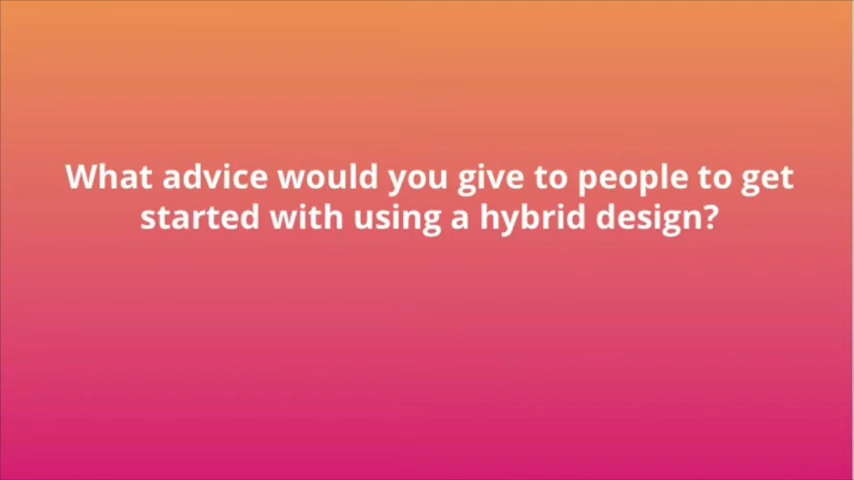 What advice would you give to people to get
started with using a hybrid design?